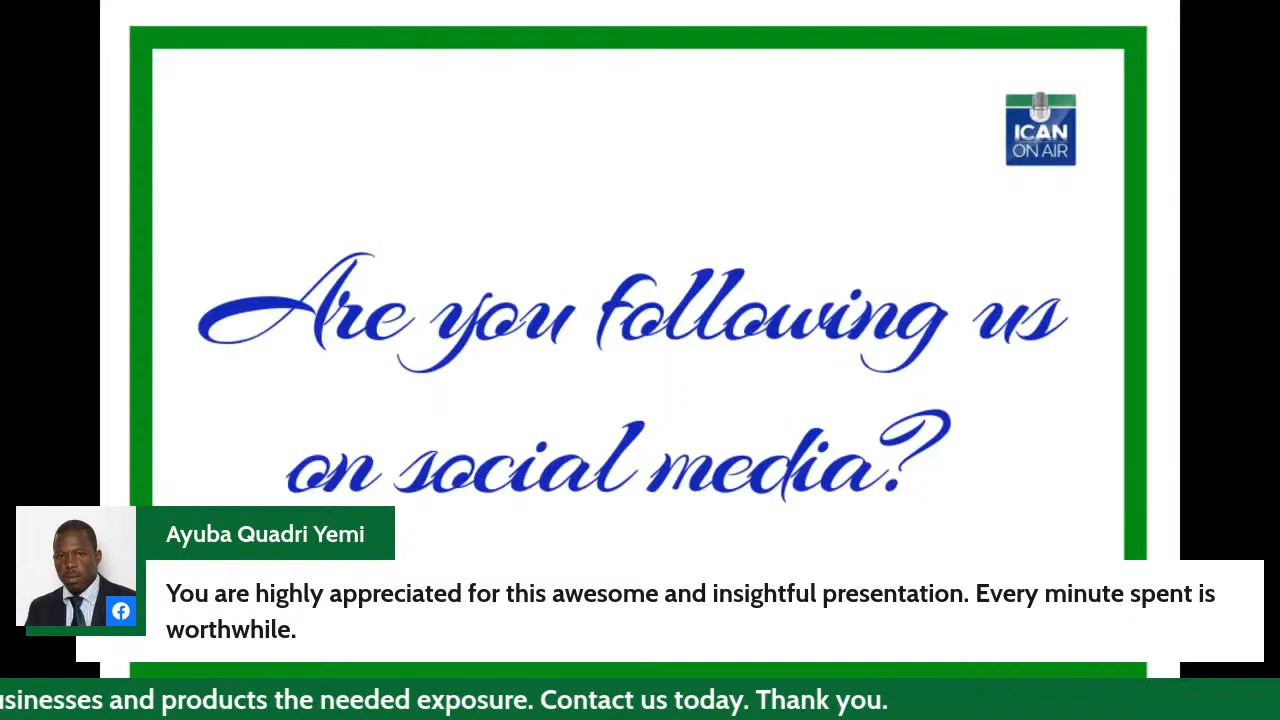 ICAN
ON AIR
Are you following us
on social media?
Ayuba Quadri Yemi
You are highly appreciated for this awesome and insightful presentation. Every minute spent is
worthwhile.
and products the needed exposure. Contact us today. Thank you.